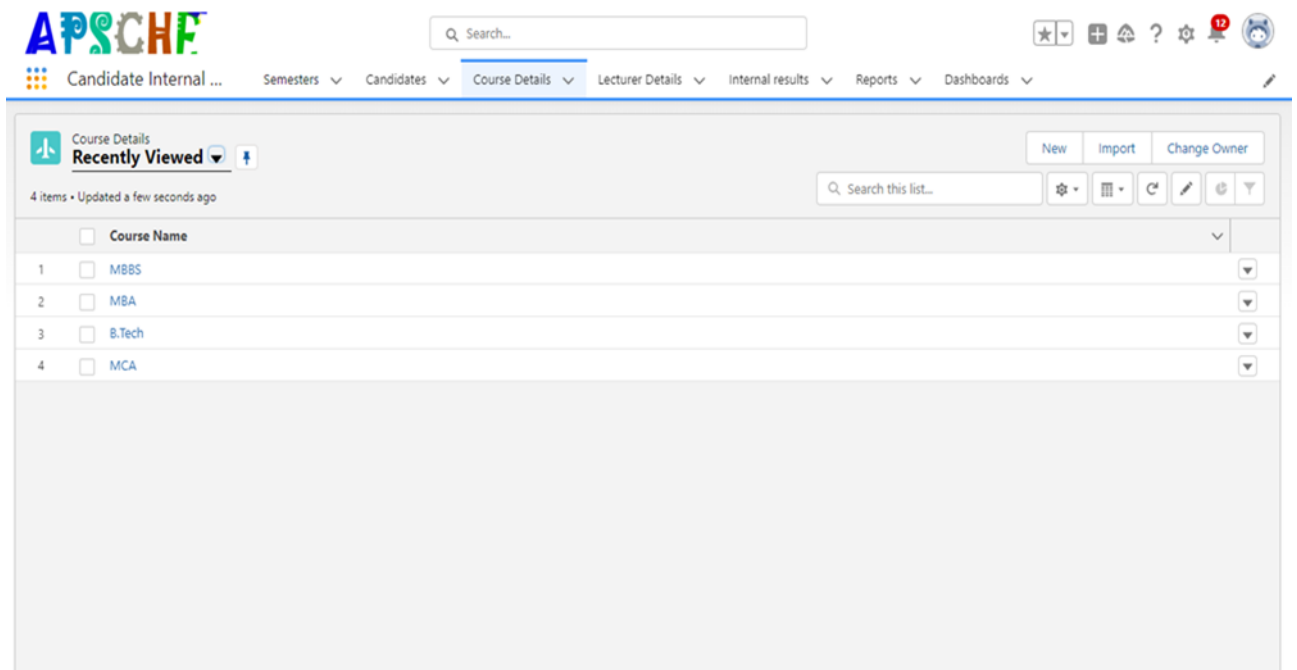 APSCHE
Search...
12
Candidate Internal ...
Semesters
Candidates
Course Details
Lecturer Details
Internal results
Reports
Dashboards
Course Details
Recently Viewed
New
Import
Change Owner
4 items • Updated a few seconds ago
Search this list...
Course Name
1 MBBS
2 MBA
3 B.Tech
4 MCA